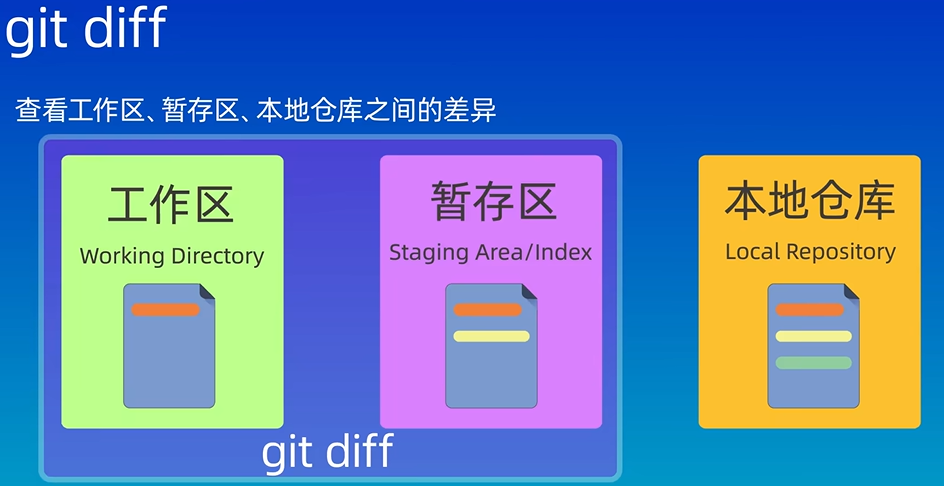 git diff
查看工作区、暂存区、本地仓库之间的差异
工作区
Working Directory
暂存区
Staging Area/Index
本地仓库
Local Repository
git diff